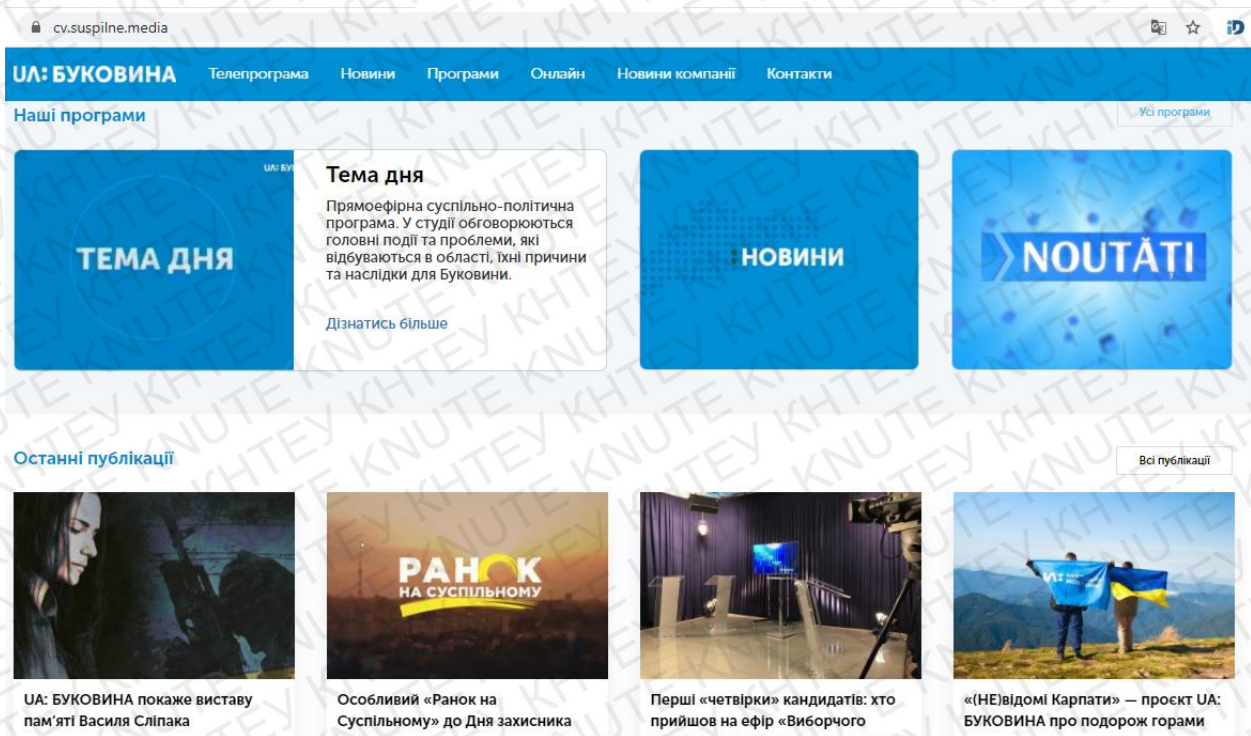 cv.suspilne.media
UA: БУКОВИНА Телепрограма Новини Програми Онлайн Новини компанії Контакти
Наші програми
Усі програми
ТЕМА ДНЯ
Тема дня
Прямоефірна суспільно-політична
програма. У студії обговорюються
головні події та проблеми, які
відбуваються в області, їхні причини
та наслідки для Буковини.
Дізнатись більше
НОВИНИ
NOUTĂȚI
Останні публікації
Всі публікації
РАНОК
НА СУСПІЛЬНОМУ
UA: БУКОВИНА покаже виставу
пам'яті Василя Сліпака
Особливий «Ранок на
Суспільному» до Дня захисника
Перші «четвірки» кандидатів: хто
прийшов на ефір «Виборчого
«(НЕ)відомі Карпати» — проєкт UA:
БУКОВИНА про подорож горами